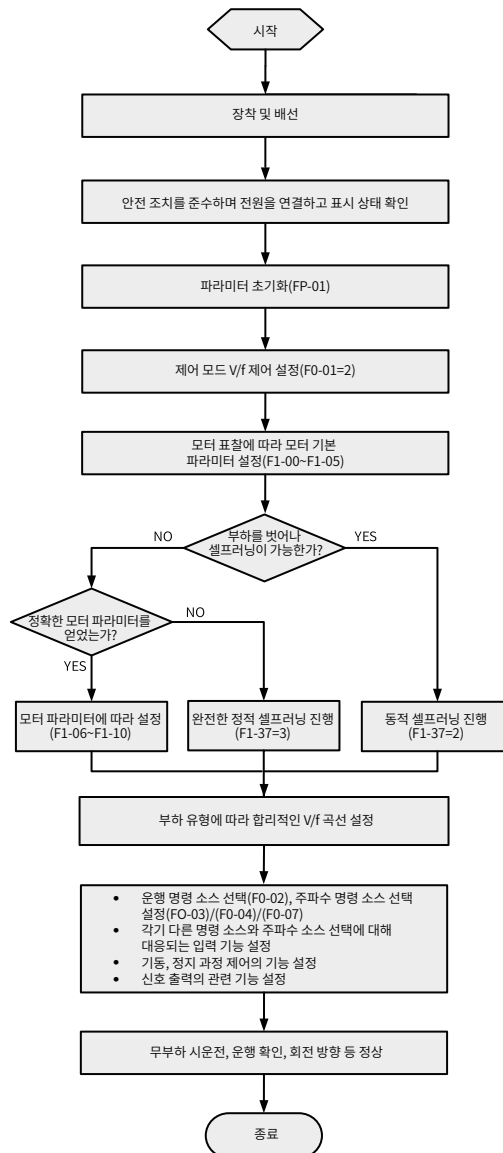 시작
장착 및 배선
안전 조치를 준수하며 전원을 연결하고 표시 상태 확인
파라미터 초기화(FP-01)
제어 모드 V/f 제어 설정(F0-01=2)
모터 표찰에 따라 모터 기본
파라미터 설정(F1-00~F1-05)
부하를 벗어나
셀프러닝이 가능한가?
NO
YES
정확한 모터 파라미터를
얻었는가?
NO
YES
모터 파라미터에 따라 설정
(F1-06~F1-10)
완전한 정적 셀프러닝 진행
(F1-37=3)
동적 셀프러닝 진행
(F1-37=2)
부하 유형에 따라 합리적인 V/f 곡선 설정
• 운행 명령 소스 선택(F0-02), 주파수 명령 소스 선택
설정(FO-03)/(F0-04)/(F0-07)
• 각기 다른 명령 소스와 주파수 소스 선택에 대해
대응되는 입력 기능 설정
• 기동, 정지 과정 제어의 기능 설정
• 신호 출력의 관련 기능 설정
무부하 시운전, 운행 확인, 회전 방향 등 정상
종료